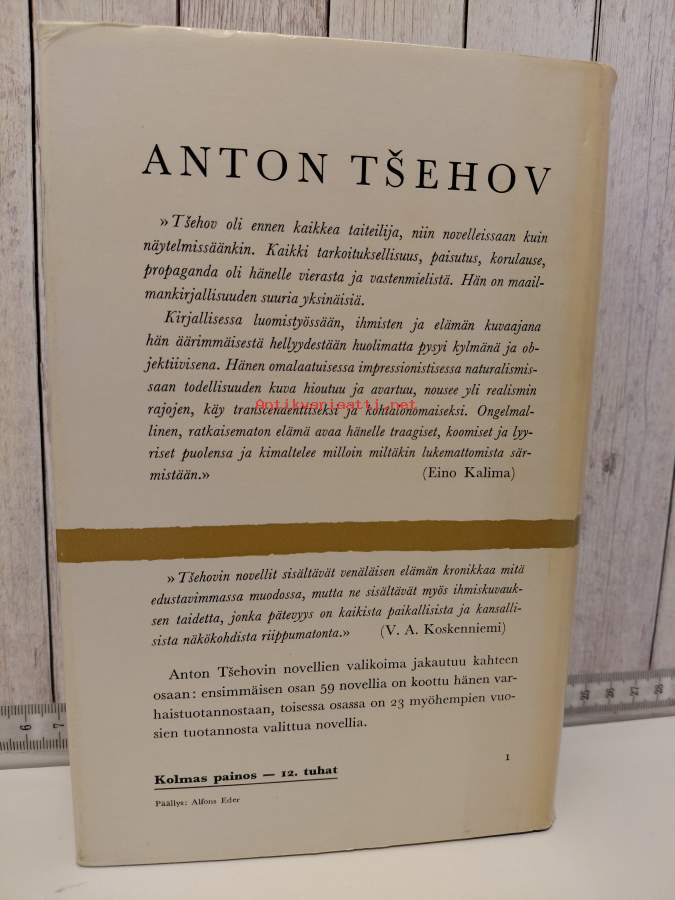 ANTON TŠEHOV
»Tšehov oli ennen kaikkea taiteilija, niin novelleissaan kuin
näytelmissäänkin. Kaikki tarkoituksellisuus, paisutus, korulause,
propaganda oli hänelle vierasta ja vastenmielistä. Hän on maail-
mankirjallisuuden suuria yksinäisiä.
Kirjallisessa luomistyössään, ihmisten ja elämän kuvaajana
hän äärimmäisestä hellyydestään huolimatta pysyi kylmänä ja ob-
jektiivisena. Hänen omalaatuisessa impressionistisessa naturalismis-
saan todellisuuden kuva hioutuu ja avartuu, nousee yli realismin
Antikvariaatti.net
rajojen, käy transcendenttiseksi ja kohtalonomaiseksi. Ongelmal-
linen, ratkaisematon elämä avaa hänelle traagiset, koomiset ja lyy-
riset puolensa ja kimaltelee milloin miltäkin lukemattomista sär-
mistään.» (Eino Kalima)
»Tšehovin novellit sisältävät venäläisen elämän kronikkaa mitä
edustavimmassa muodossa, mutta ne sisältävät myös ihmiskuvauk-
sen taidetta, jonka pätevyys on kaikista paikallisista ja kansalli-
sista näkökohdista riippumatonta.» (V. A. Koskenniemi)
Anton Tšehovin novellien valikoima jakautuu kahteen
osaan: ensimmäisen osan 59 novellia on koottu hänen var-
haistuotannostaan, toisessa osassa on 23 myöhempien vuo-
sien tuotannosta valittua novellia.
1
Kolmas painos — 12. tuhat
Päällys: Alfons Eder
25 26 27 28